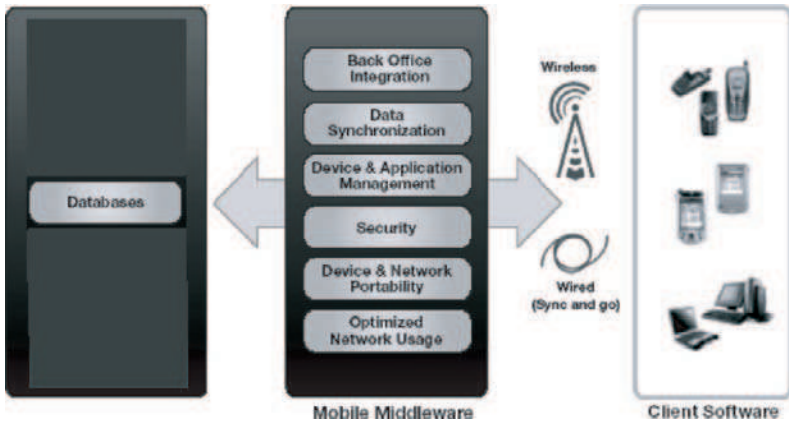 Databases
Back Office
Integration
Data
Synchronization
Device & Application
Management
Security
Device & Network
Portability
Optimized
Network Usage
Mobile Middleware
Wireless
Wired
(Sync and go)
Client Software